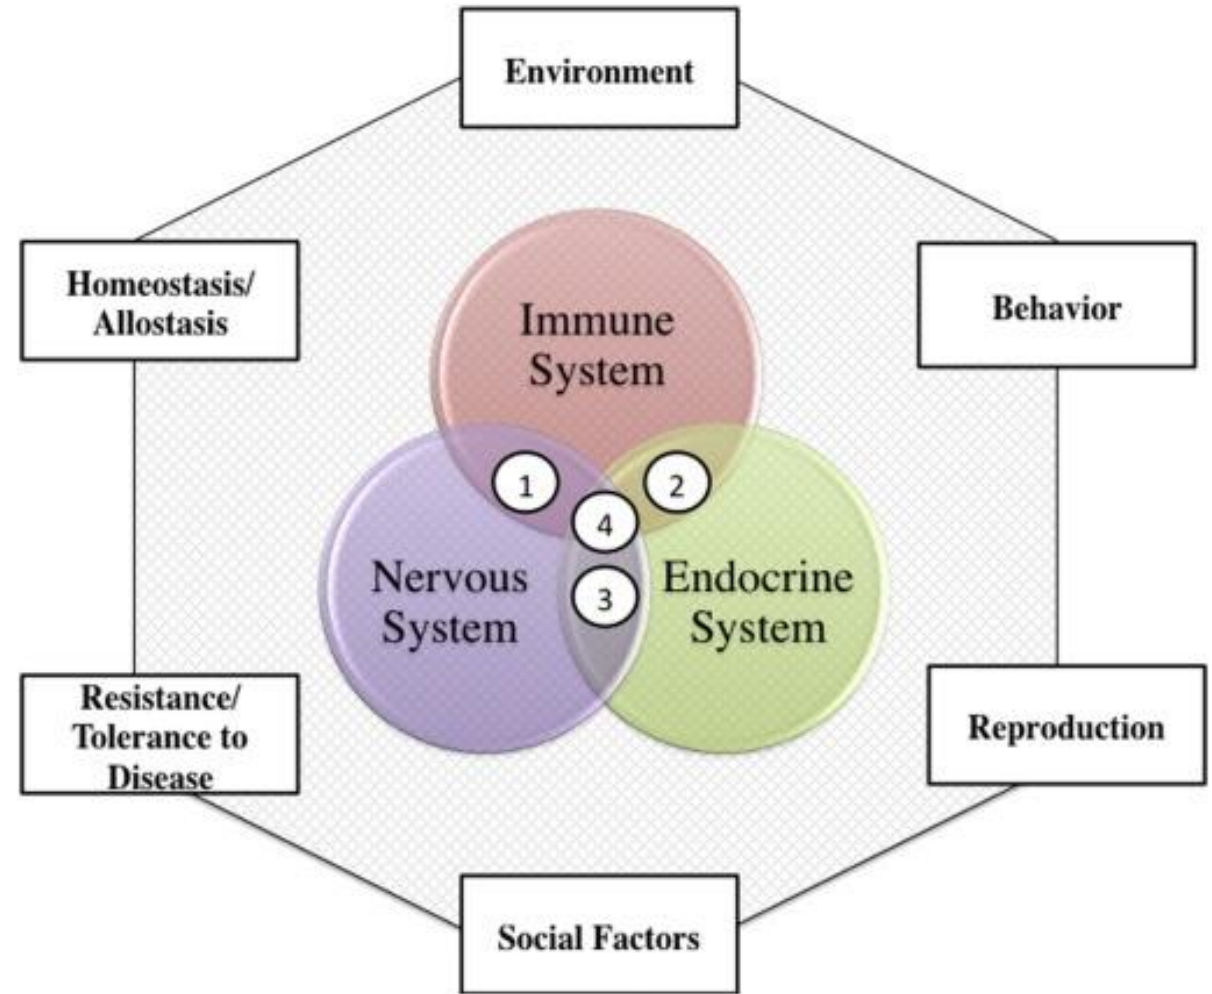 Environment
Homeostasis/
Allostasis
Behavior
Immune
System
1
2
4
3
Nervous
System
Endocrine
System
Resistance/
Tolerance to
Disease
Reproduction
Social Factors